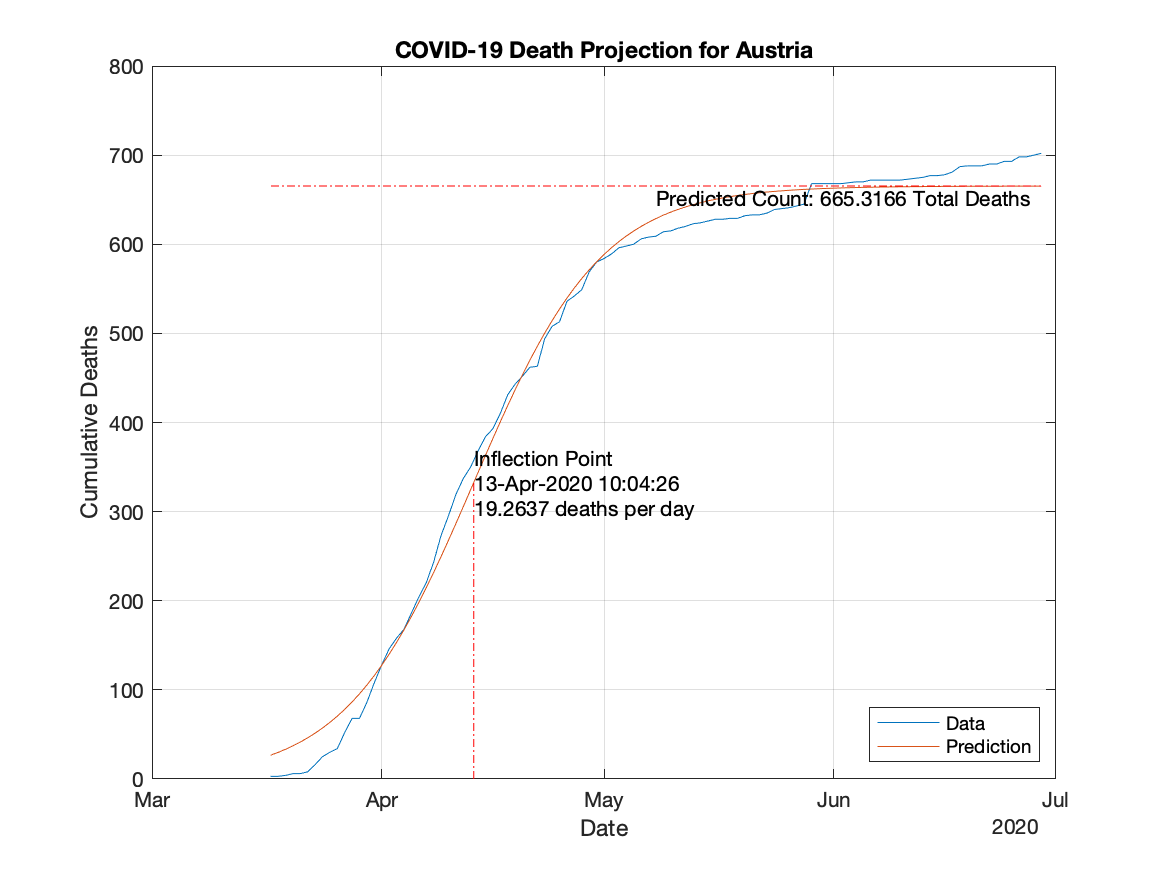 COVID-19 Death Projection for Austria
800
700
600
500
400
300
200
100
0
Cumulative Deaths
Predicted Count: 665.3166 Total Deaths
Inflection Point
13-Apr-2020 10:04:26
19.2637 deaths per day
Data
Prediction
Mar Apr May Jun Jul
Date
2020